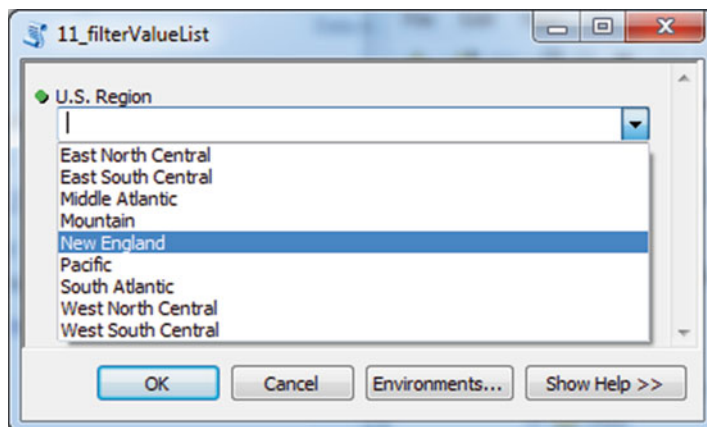 11_filterValueList
U.S. Region
East North Central
East South Central
Middle Atlantic
Mountain
New England
Pacific
South Atlantic
West North Central
West South Central
OK
Cancel
Environments...
Show Help >>